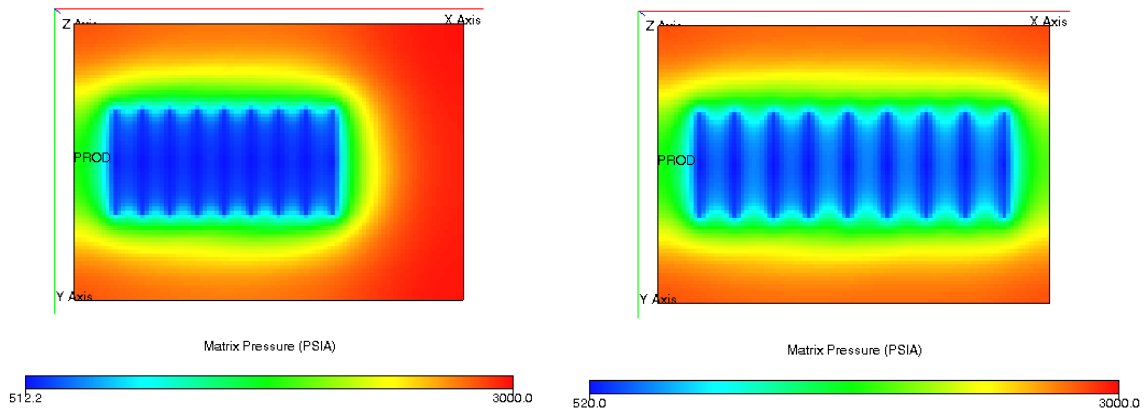 Z Axis
X Axis
PROD
Y Axis
Matrix Pressure (PSIA)
512.2
3000.0
Z Axis
X Axis
PROD
Y Axis
Matrix Pressure (PSIA)
520.0
3000.0